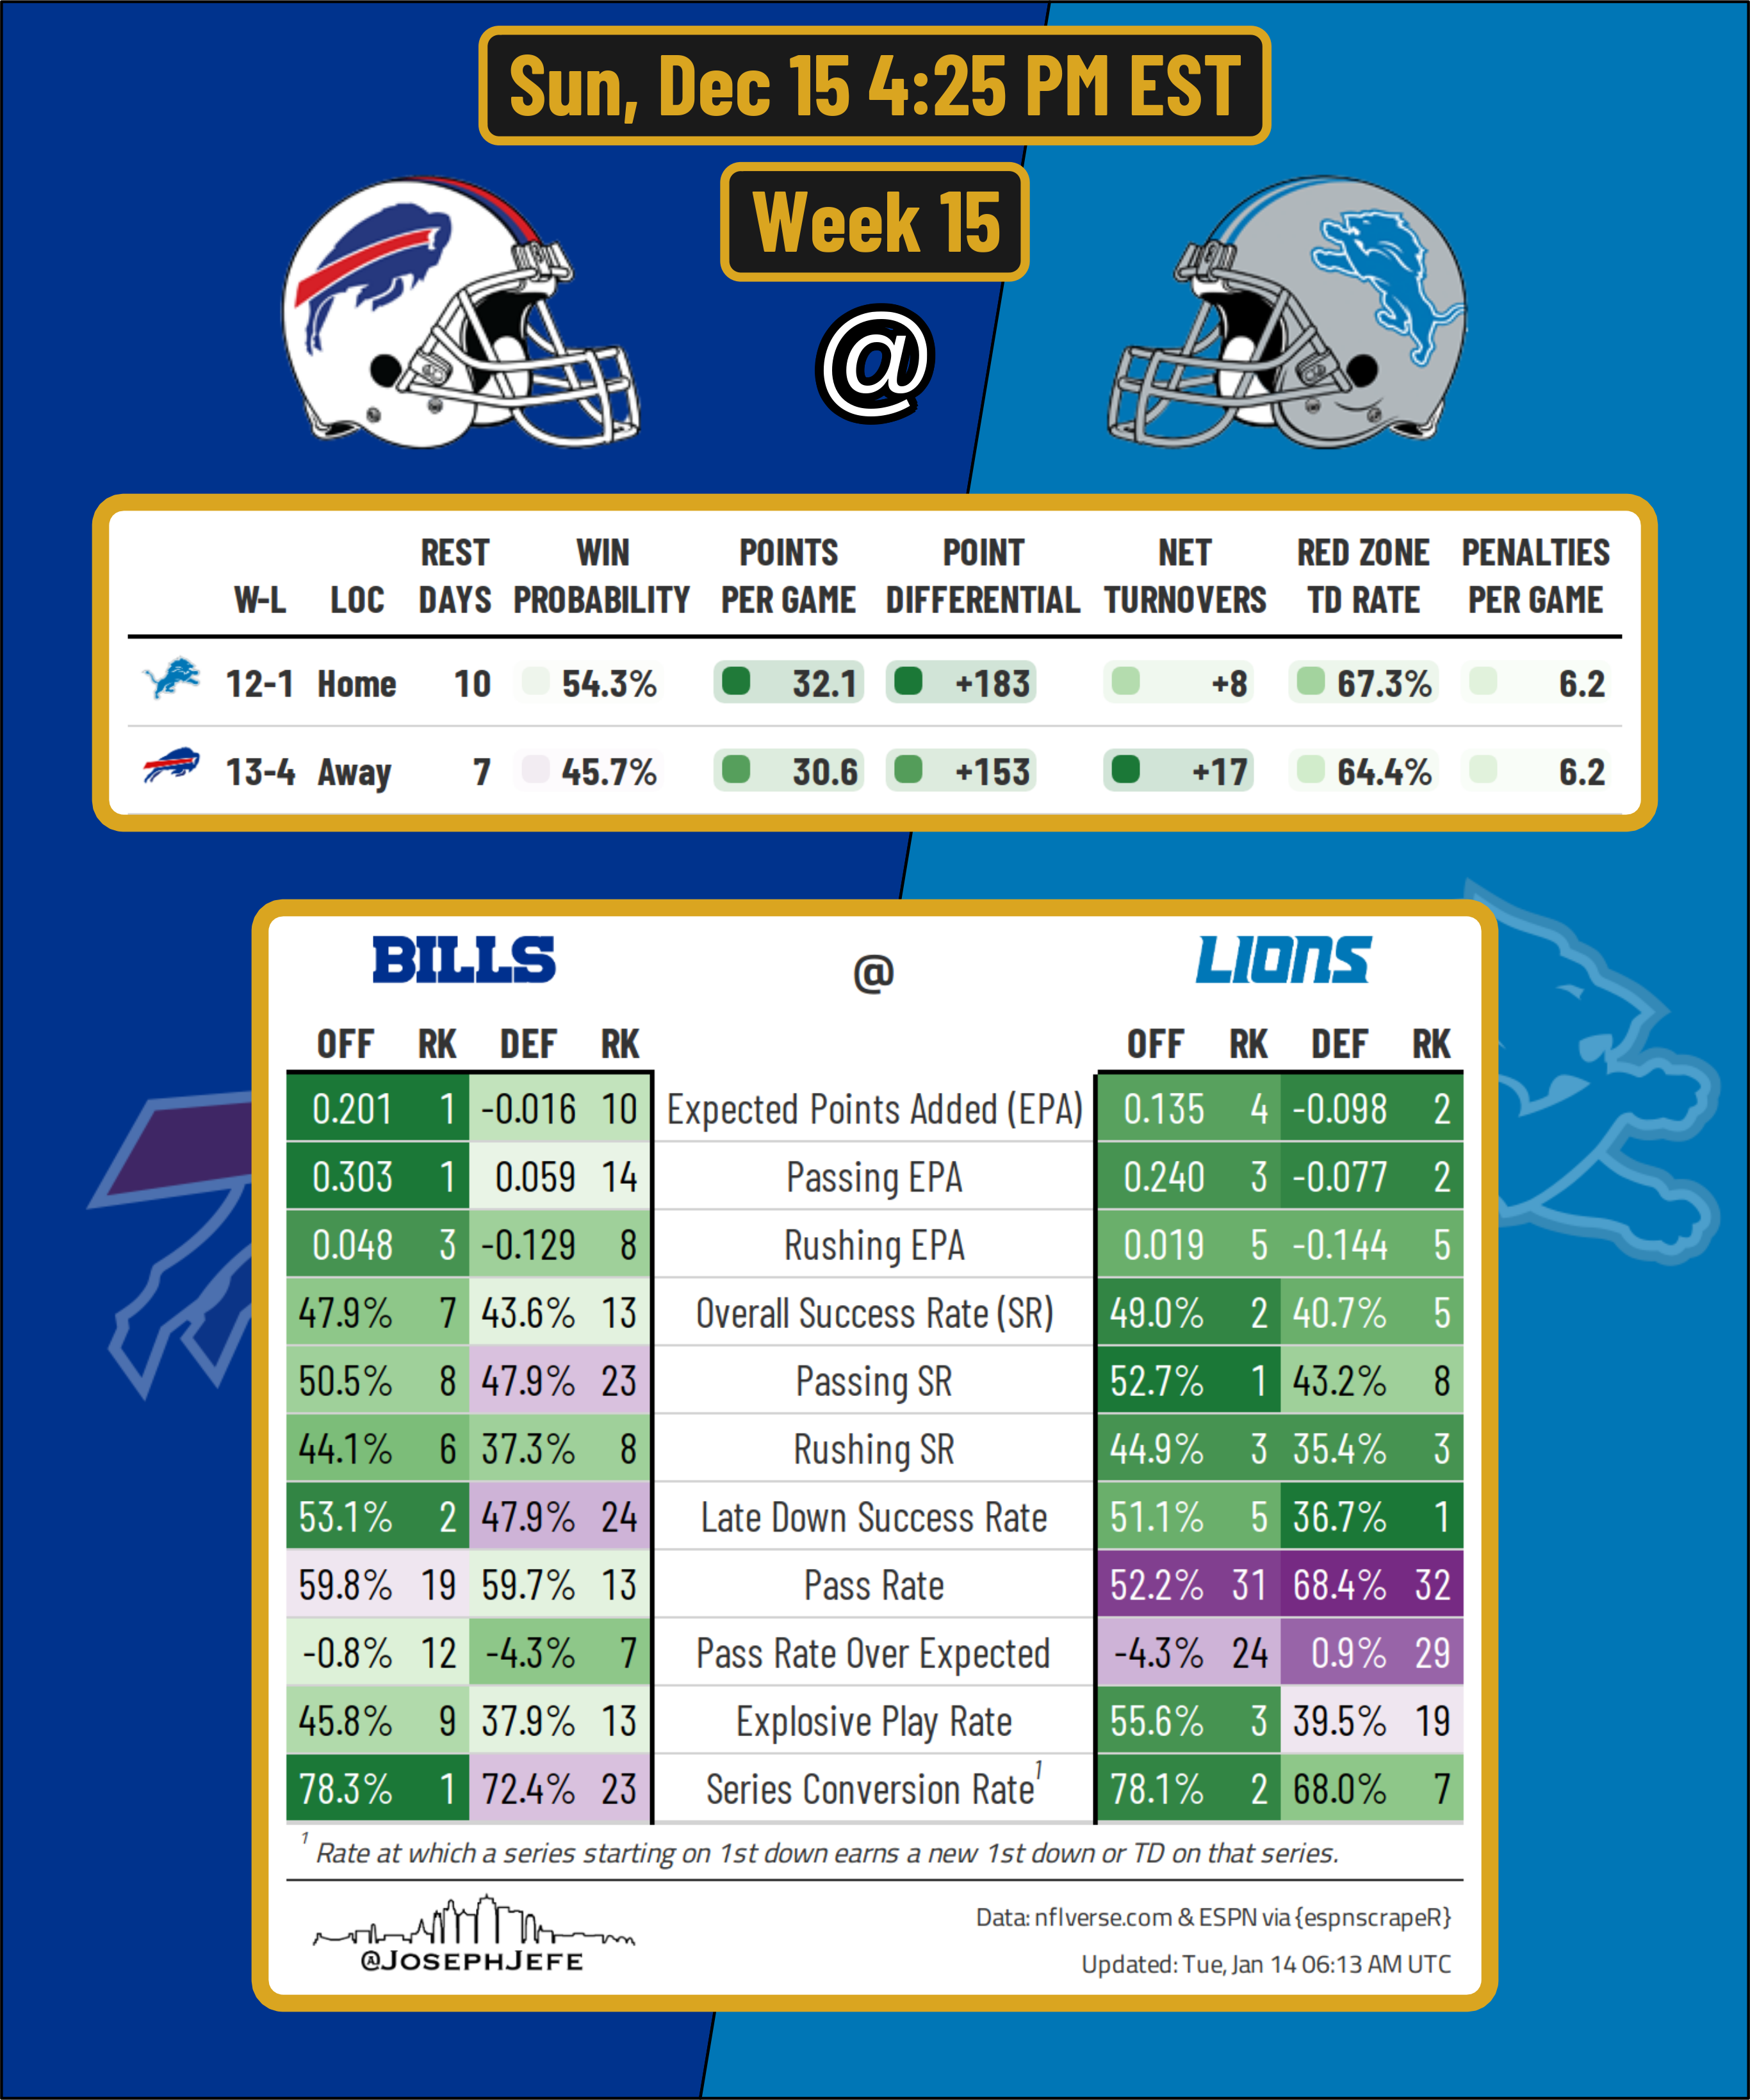 Sun, Dec 15 4:25 PM EST
Week 15
@
W-L LOC REST DAYS WIN PROBABILITY POINTS PER GAME POINT DIFFERENTIAL NET TURNOVERS RED ZONE TD RATE PENALTIES PER GAME
12-1 Home 10 54.3% 32.1 +183 +8 67.3% 6.2
13-4 Away 7 45.7% 30.6 +153 +17 64.4% 6.2
BILLS @ LIONS
OFF RK DEF RK OFF RK DEF RK
0.201 1 -0.016 10 Expected Points Added (EPA) 0.135 4 -0.098 2
0.303 1 0.059 14 Passing EPA 0.240 3 -0.077 2
0.048 3 -0.129 8 Rushing EPA 0.019 5 -0.144 5
47.9% 7 43.6% 13 Overall Success Rate (SR) 49.0% 2 40.7% 5
50.5% 8 47.9% 23 Passing SR 52.7% 1 43.2% 8
44.1% 6 37.3% 8 Rushing SR 44.9% 3 35.4% 3
53.1% 2 47.9% 24 Late Down Success Rate 51.1% 5 36.7% 1
59.8% 19 59.7% 13 Pass Rate 52.2% 31 68.4% 32
-0.8% 12 -4.3% 7 Pass Rate Over Expected -4.3% 24 0.9% 29
45.8% 9 37.9% 13 Explosive Play Rate 55.6% 3 39.5% 19
78.3% 1 72.4% 23 Series Conversion Rate¹ 78.1% 2 68.0% 7
¹ Rate at which a series starting on 1st down earns a new 1st down or TD on that series.
@JosephJefe
Data: nflverse.com & ESPN via {espnscrapeR}
Updated: Tue, Jan 14 06:13 AM UTC